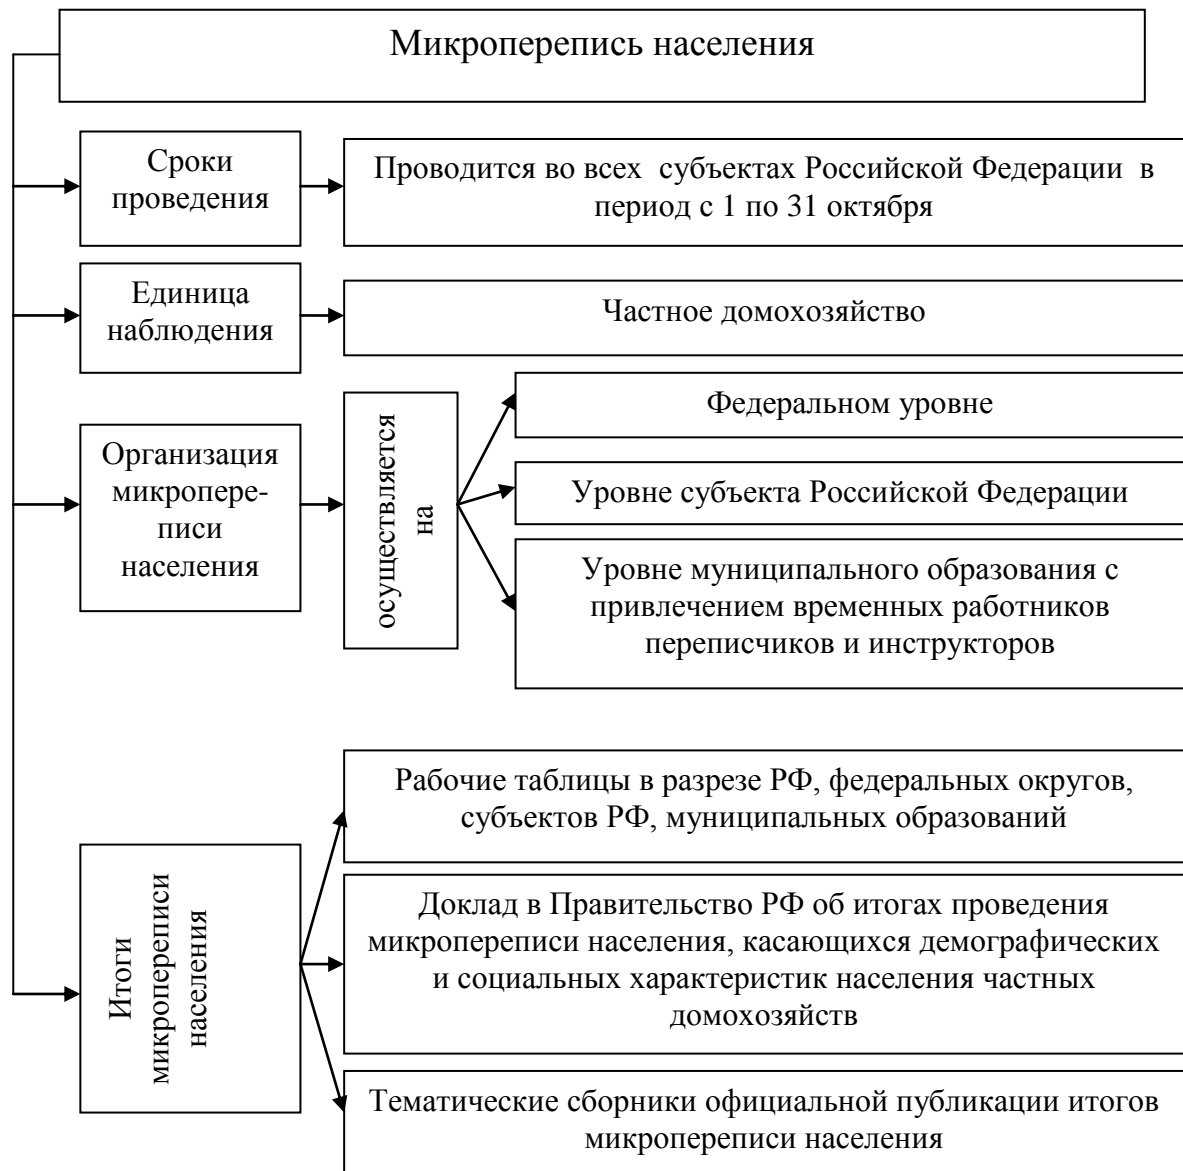 Микроперепись населения
Сроки
проведения
Проводится во всех субъектах Российской Федерации в
период с 1 по 31 октября
Единица
наблюдения
Частное домохозяйство
Организация
микропере-
писи
населения
осуществляется
на
Федеральном уровне
Уровне субъекта Российской Федерации
Уровне муниципального образования с
привлечением временных работников
переписчиков и инструкторов
Итоги
микропереписи
населения
Рабочие таблицы в разрезе РФ, федеральных округов,
субъектов РФ, муниципальных образований
Доклад в Правительство РФ об итогах проведения
микропереписи населения, касающихся демографических
и социальных характеристик населения частных
домохозяйств
Тематические сборники официальной публикации итогов
микропереписи населения